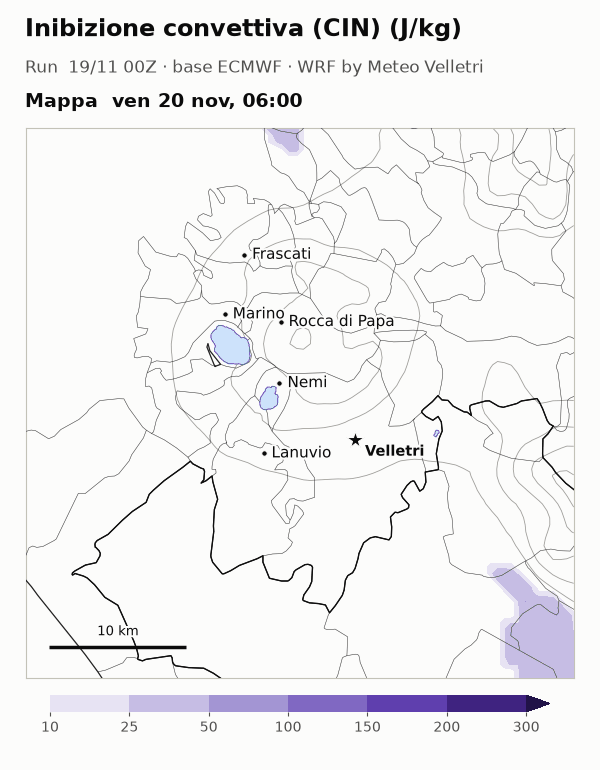 Inibizione convettiva (CIN) (J/kg)
Run  19/11 00Z · base ECMWF · WRF by Meteo Velletri
Mappa  ven 20 nov, 06:00
Frascati
Marino
Rocca di Papa
Nemi
Velletri
Lanuvio
10 km
10 25 50 100 150 200 300